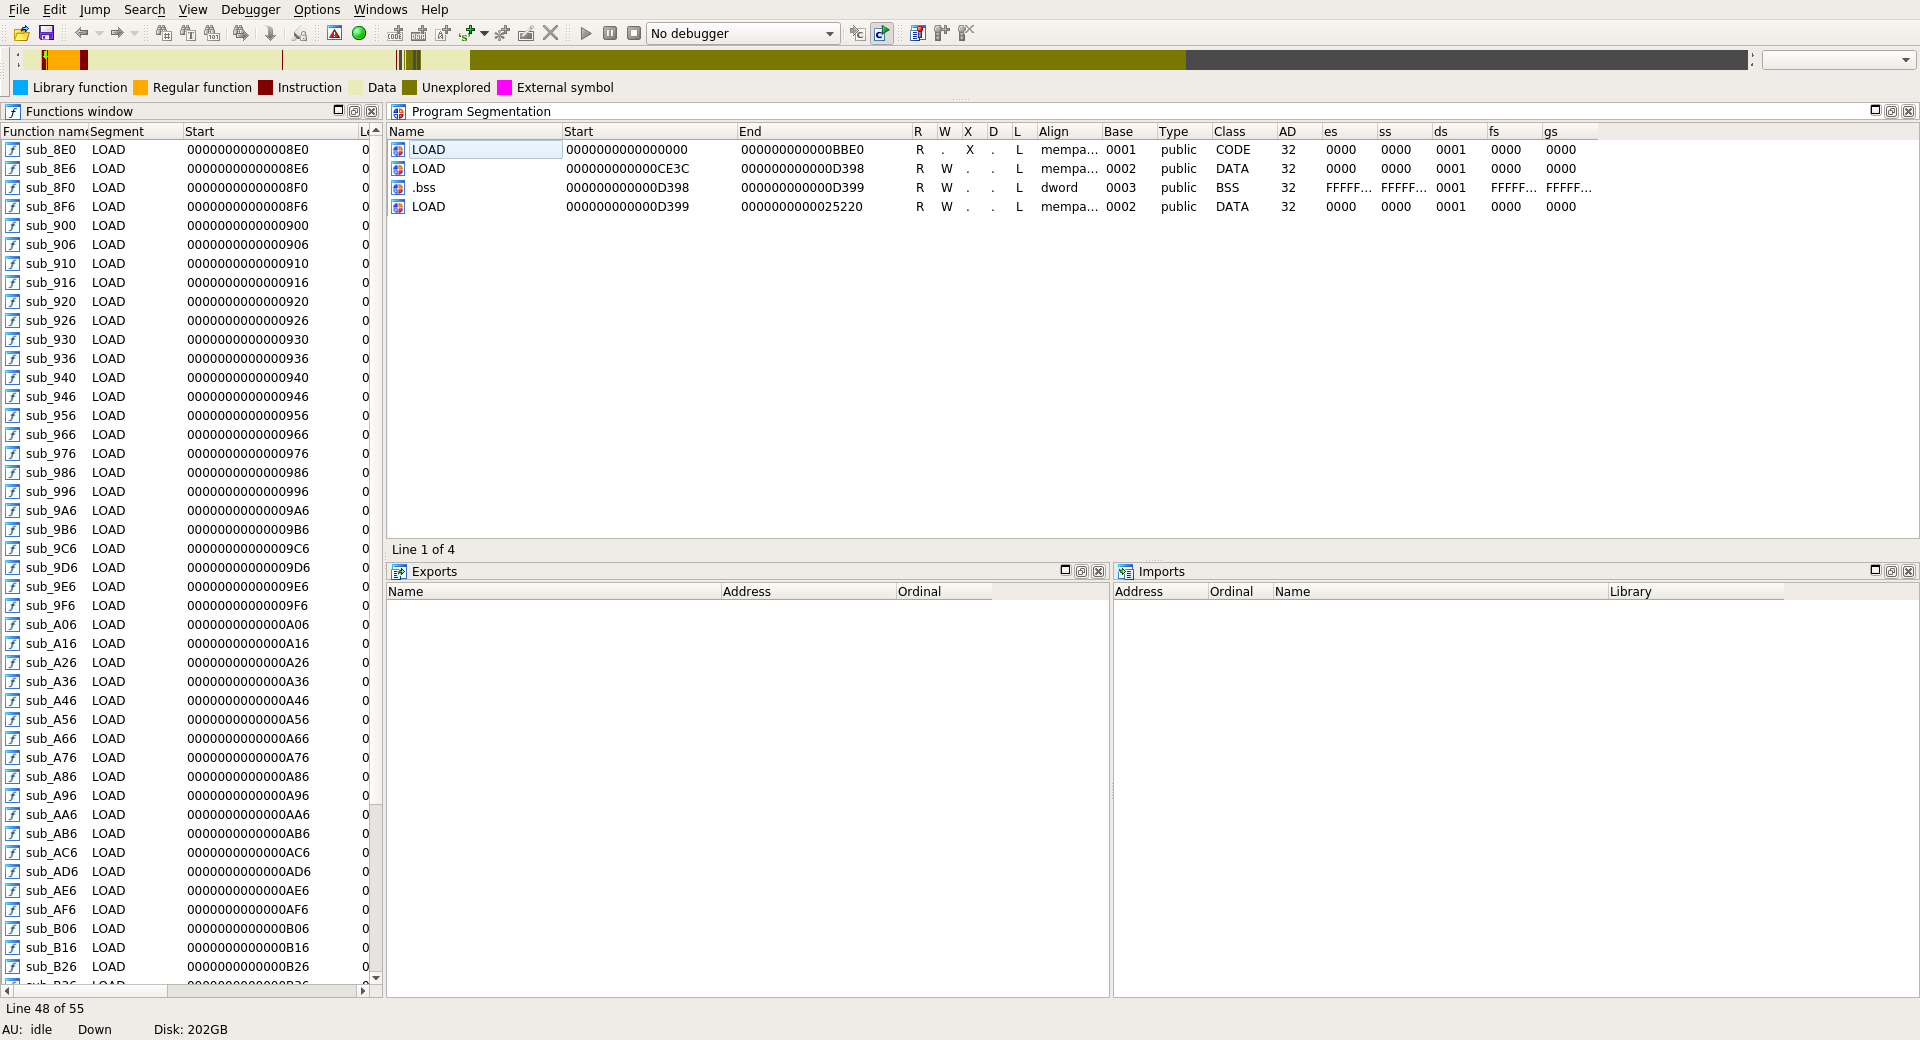 File Edit Jump Search View Debugger Options Windows Help
No debugger
Library function Regular function Instruction Data Unexplored External symbol
Functions window
Function name Segment Start Le
sub_8E0 LOAD 00000000000008E0 0
sub_8E6 LOAD 00000000000008E6 0
sub_8F0 LOAD 00000000000008F0 0
sub_8F6 LOAD 00000000000008F6 0
sub_900 LOAD 0000000000000900 0
sub_906 LOAD 0000000000000906 0
sub_910 LOAD 0000000000000910 0
sub_916 LOAD 0000000000000916 0
sub_920 LOAD 0000000000000920 0
sub_926 LOAD 0000000000000926 0
sub_930 LOAD 0000000000000930 0
sub_936 LOAD 0000000000000936 0
sub_940 LOAD 0000000000000940 0
sub_946 LOAD 0000000000000946 0
sub_956 LOAD 0000000000000956 0
sub_966 LOAD 0000000000000966 0
sub_976 LOAD 0000000000000976 0
sub_986 LOAD 0000000000000986 0
sub_996 LOAD 0000000000000996 0
sub_9A6 LOAD 00000000000009A6 0
sub_9B6 LOAD 00000000000009B6 0
sub_9C6 LOAD 00000000000009C6 0
sub_9D6 LOAD 00000000000009D6 0
sub_9E6 LOAD 00000000000009E6 0
sub_9F6 LOAD 00000000000009F6 0
sub_A06 LOAD 0000000000000A06 0
sub_A16 LOAD 0000000000000A16 0
sub_A26 LOAD 0000000000000A26 0
sub_A36 LOAD 0000000000000A36 0
sub_A46 LOAD 0000000000000A46 0
sub_A56 LOAD 0000000000000A56 0
sub_A66 LOAD 0000000000000A66 0
sub_A76 LOAD 0000000000000A76 0
sub_A86 LOAD 0000000000000A86 0
sub_A96 LOAD 0000000000000A96 0
sub_AA6 LOAD 0000000000000AA6 0
sub_AB6 LOAD 0000000000000AB6 0
sub_AC6 LOAD 0000000000000AC6 0
sub_AD6 LOAD 0000000000000AD6 0
sub_AE6 LOAD 0000000000000AE6 0
sub_AF6 LOAD 0000000000000AF6 0
sub_B06 LOAD 0000000000000B06 0
sub_B16 LOAD 0000000000000B16 0
sub_B26 LOAD 0000000000000B26 0
Line 48 of 55
Program Segmentation
Name Start End R W X D L Align Base Type Class AD es ss ds fs gs
LOAD 0000000000000000 000000000000BBE0 R . X . L mempa... 0001 public CODE 32 0000 0000 0001 0000 0000
LOAD 000000000000CE3C 000000000000D398 R W . . L mempa... 0002 public DATA 32 0000 0000 0001 0000 0000
.bss 000000000000D398 000000000000D399 R W . . L dword 0003 public BSS 32 FFFFF... FFFFF... 0001 FFFFF... FFFFF...
LOAD 000000000000D399 0000000000025220 R W . . L mempa... 0002 public DATA 32 0000 0000 0001 0000 0000
Line 1 of 4
Exports
Name Address Ordinal
Imports
Address Ordinal Name Library
AU: idle Down Disk: 202GB